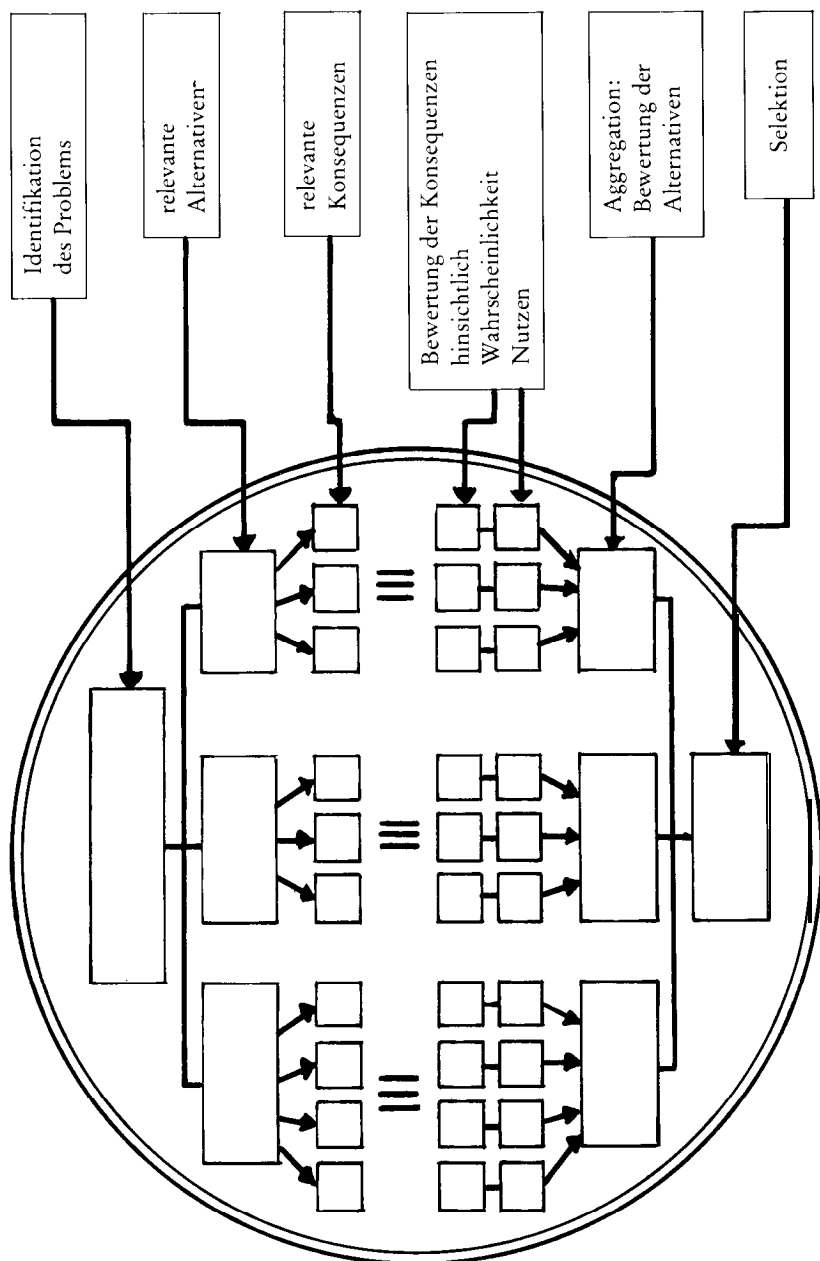 Identifikation
des Problems
relevante
Alternativen-
relevante
Konsequenzen
Bewertung der Konsequenzen
hinsichtlich
Wahrscheinlichkeit
Nutzen
Aggregation:
Bewertung der
Alternativen
Selektion